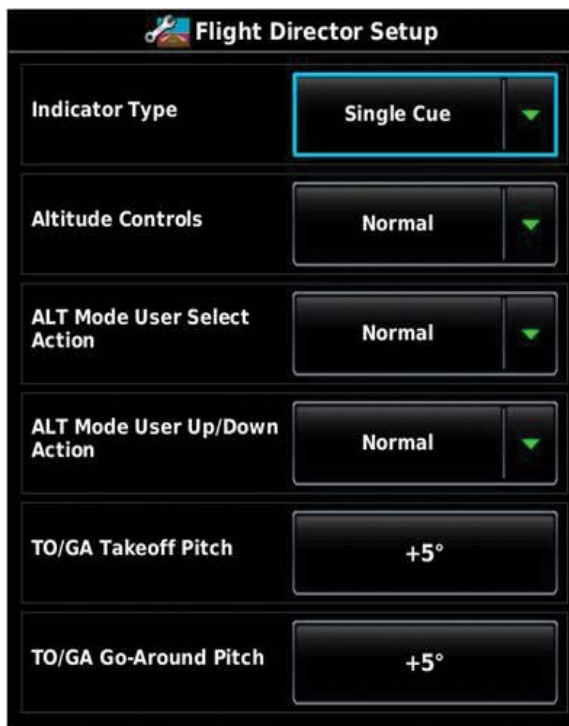 Flight Director Setup
Indicator Type
Single Cue
Altitude Controls
Normal
ALT Mode User Select
Action
Normal
ALT Mode User Up/Down
Action
Normal
TO/GA Takeoff Pitch
+5°
TO/GA Go-Around Pitch
+5°